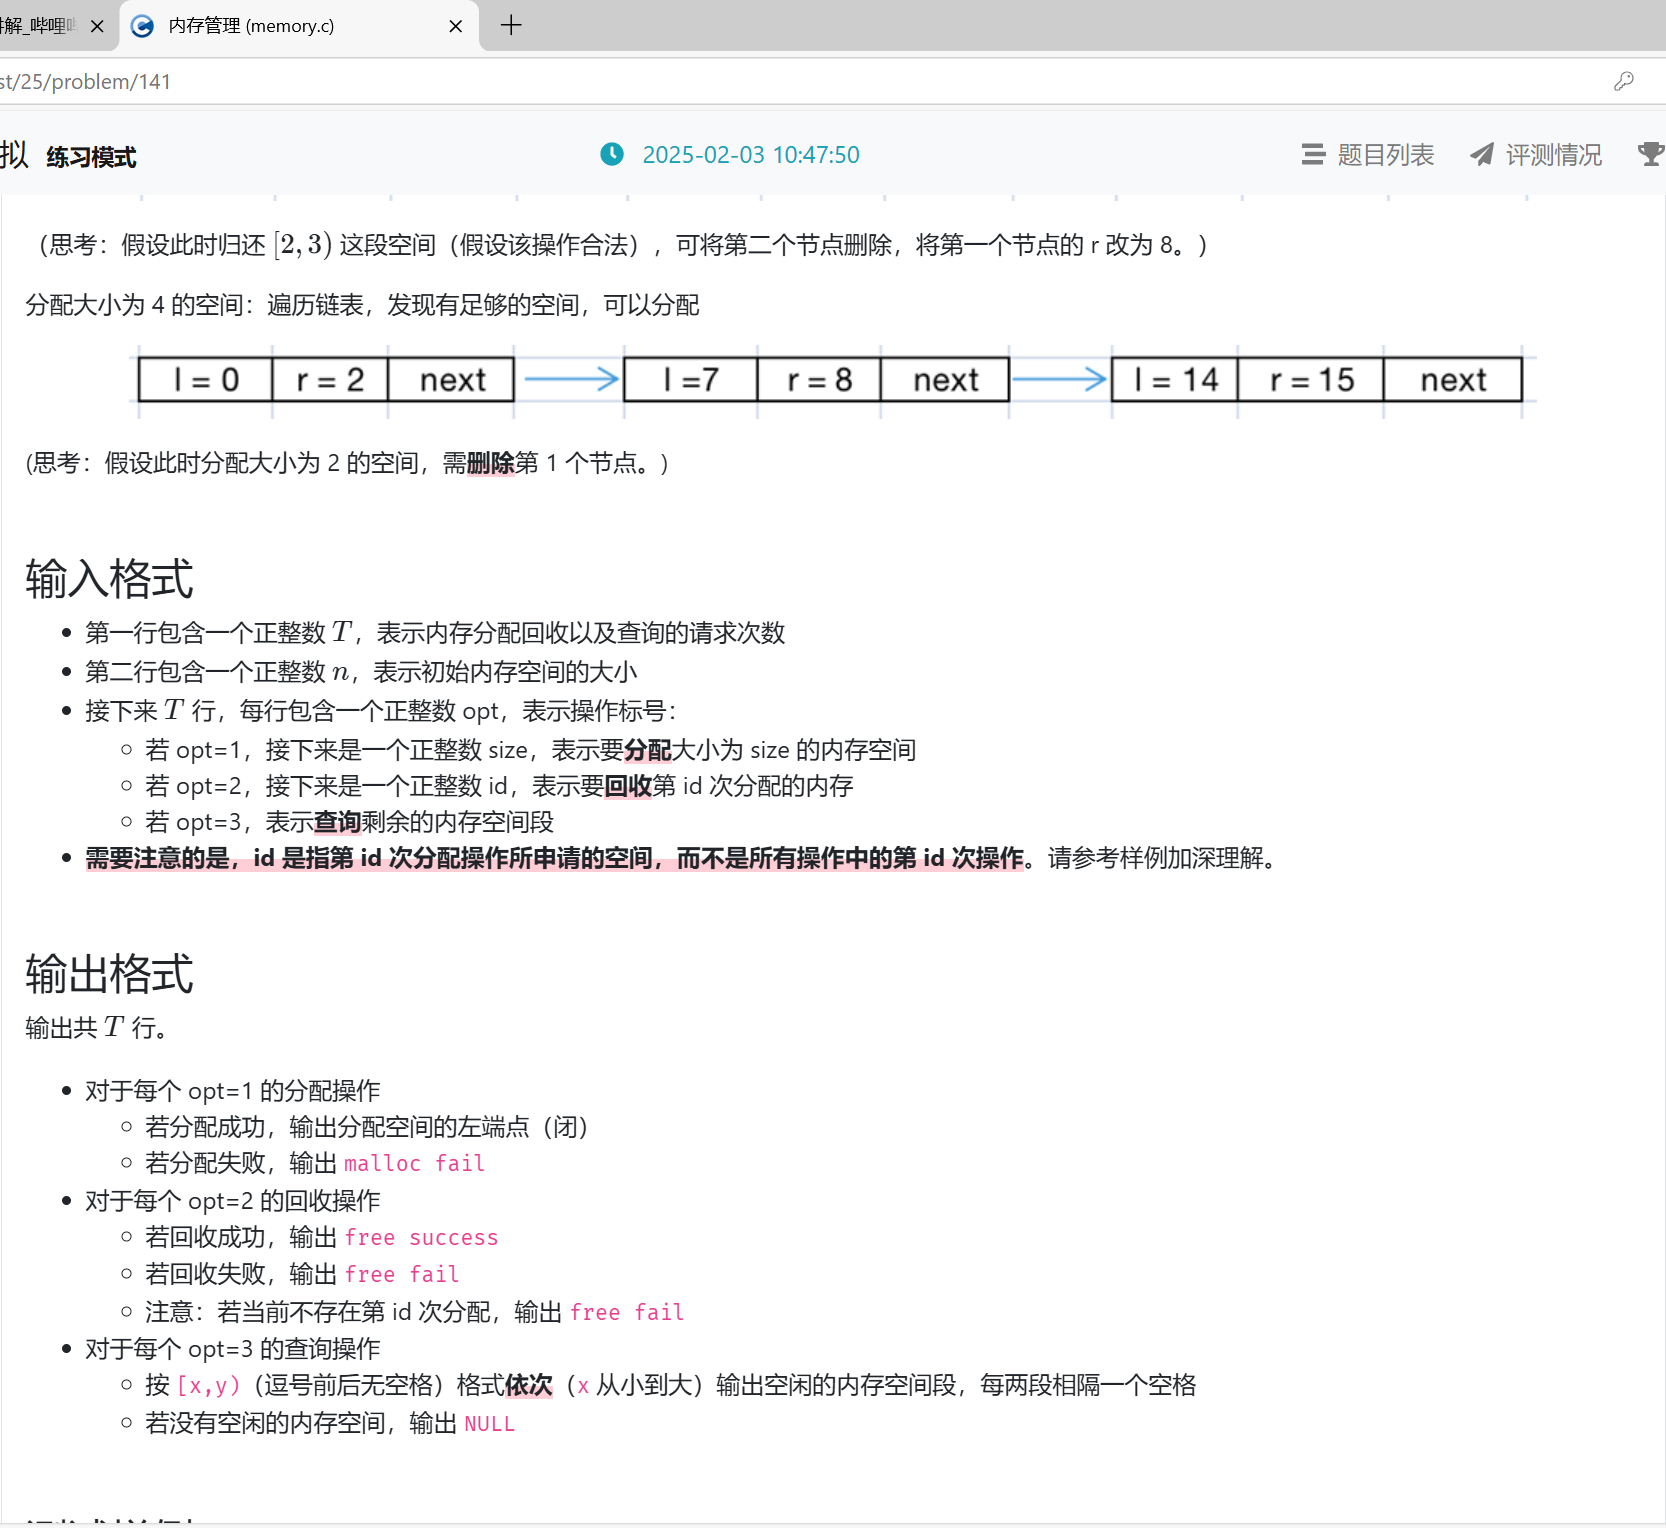 讲解_哔哩
内存管理 (memory.c)
st/25/problem/141
拟 练习模式
2025-02-03 10:47:50
题目列表
评测情况
（思考：假设此时归还 [2,3) 这段空间（假设该操作合法），可将第二个节点删除，将第一个节点的 r 改为 8。）
分配大小为 4 的空间：遍历链表，发现有足够的空间，可以分配
l = 0 r = 2 next l =7 r = 8 next l = 14 r = 15 next
(思考：假设此时分配大小为 2 的空间，需删除第 1 个节点。)
输入格式
第一行包含一个正整数 T，表示内存分配回收以及查询的请求次数
第二行包含一个正整数 n，表示初始内存空间的大小
接下来 T 行，每行包含一个正整数 opt，表示操作标号：
若 opt=1，接下来是一个正整数 size，表示要分配大小为 size 的内存空间
若 opt=2，接下来是一个正整数 id，表示要回收第 id 次分配的内存
若 opt=3，表示查询剩余的内存空间段
需要注意的是，id 是指第 id 次分配操作所申请的空间，而不是所有操作中的第 id 次操作。请参考样例加深理解。
输出格式
输出共 T 行。
对于每个 opt=1 的分配操作
若分配成功，输出分配空间的左端点（闭）
若分配失败，输出 malloc fail
对于每个 opt=2 的回收操作
若回收成功，输出 free success
若回收失败，输出 free fail
注意：若当前不存在第 id 次分配，输出 free fail
对于每个 opt=3 的查询操作
按 [x,y)（逗号前后无空格）格式依次（x 从小到大）输出空闲的内存空间段，每两段相隔一个空格
若没有空闲的内存空间，输出 NULL